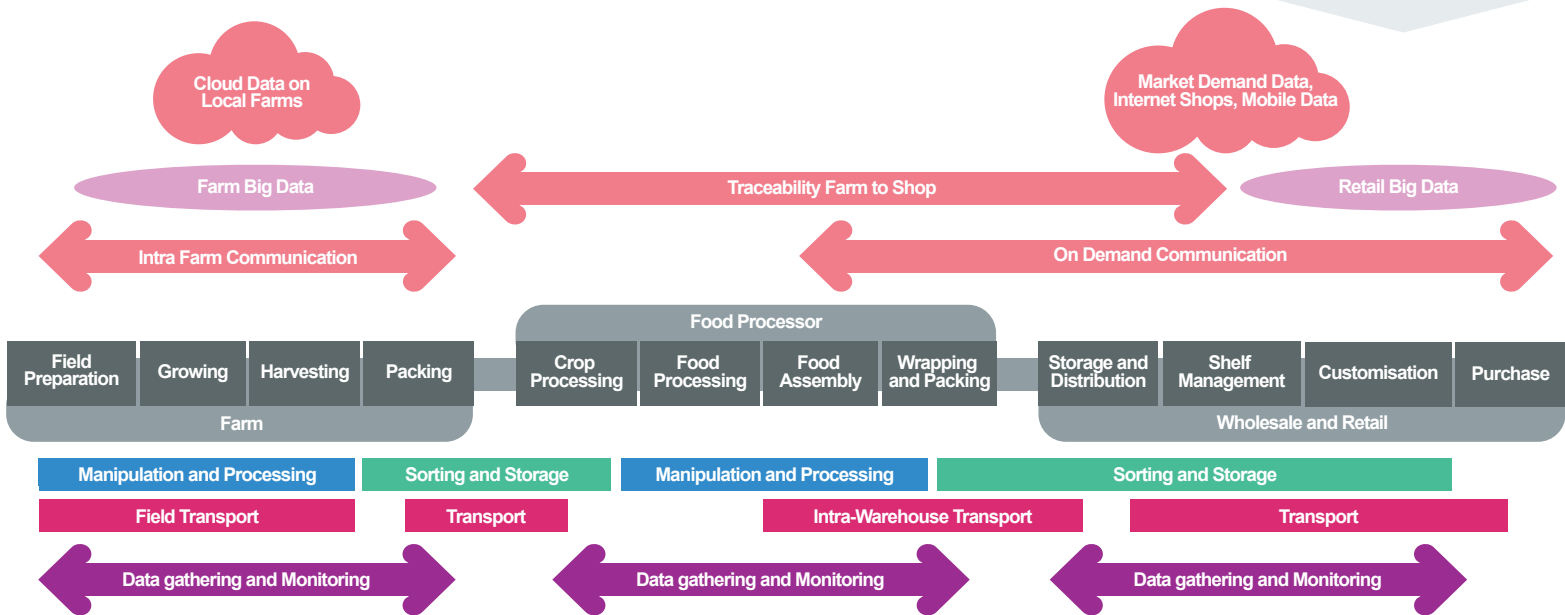 Cloud Data on
Local Farms
Market Demand Data,
Internet Shops, Mobile Data
Farm Big Data
Traceability Farm to Shop
Retail Big Data
Intra Farm Communication
On Demand Communication
Food Processor
Field
Preparation
Growing
Harvesting
Packing
Crop
Processing
Food
Processing
Food
Assembly
Wrapping
and Packing
Storage and
Distribution
Shelf
Management
Customisation
Purchase
Farm
Wholesale and Retail
Manipulation and Processing
Sorting and Storage
Manipulation and Processing
Sorting and Storage
Field Transport
Transport
Intra-Warehouse Transport
Transport
Data gathering and Monitoring
Data gathering and Monitoring
Data gathering and Monitoring